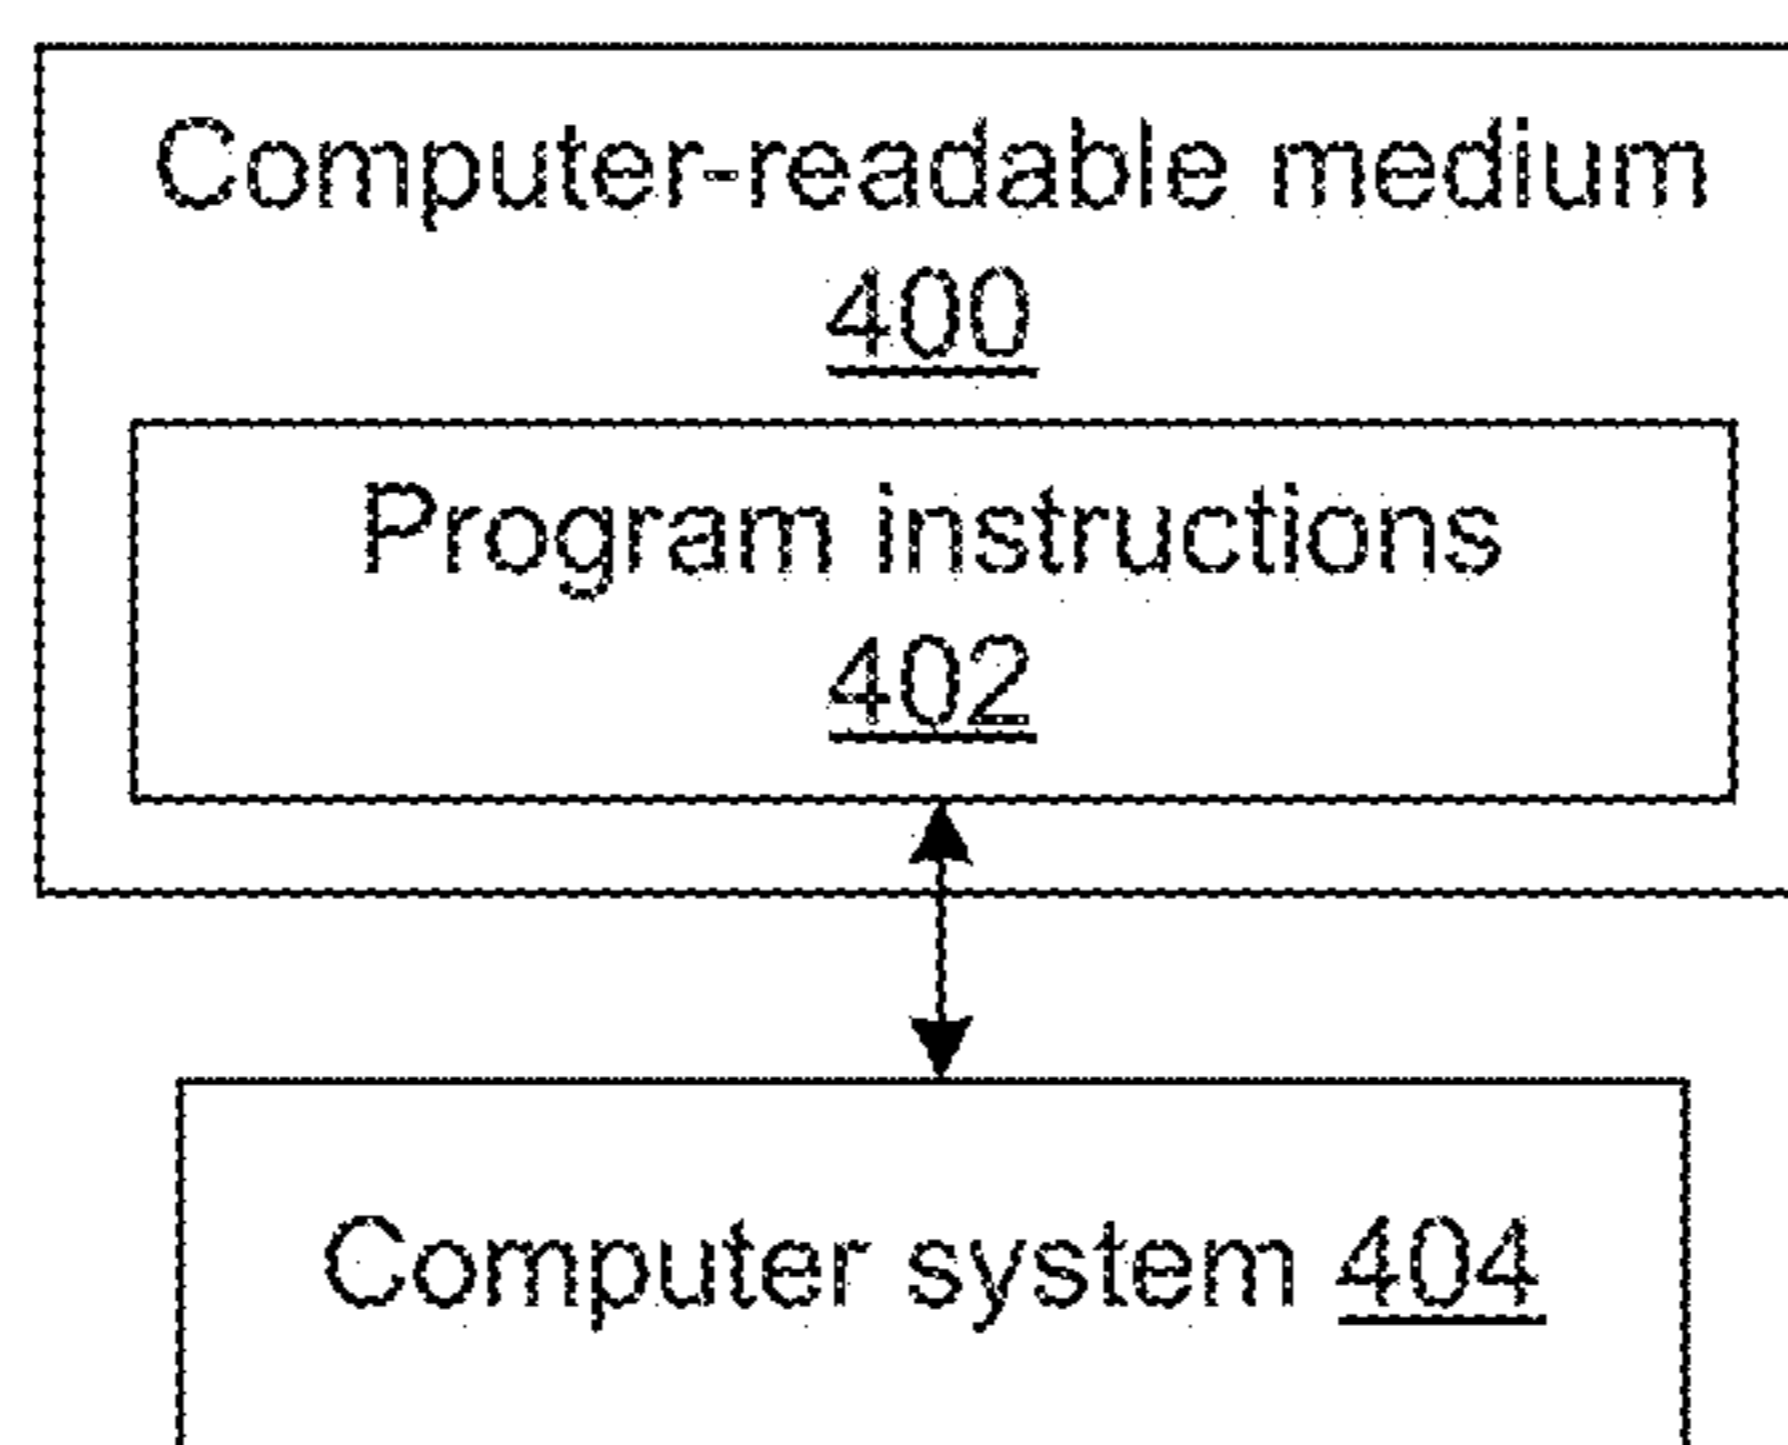 Computer-readable medium
400
Program instructions
402
Computer system 404